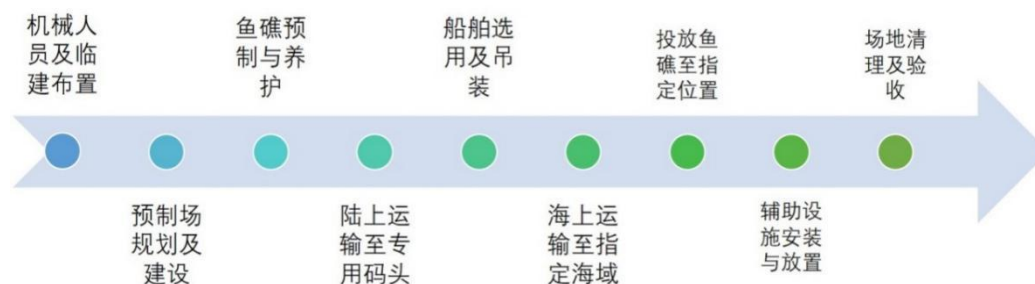 机械人
员及临
建布置
预制场
规划及
建设
鱼礁预
制与养
护
陆上运
输至专
用码头
船舶选
用及吊
装
海上运
输至指
定海域
投放鱼
礁至指
定位置
辅助设
施安装
与放置
场地清
理及验
收